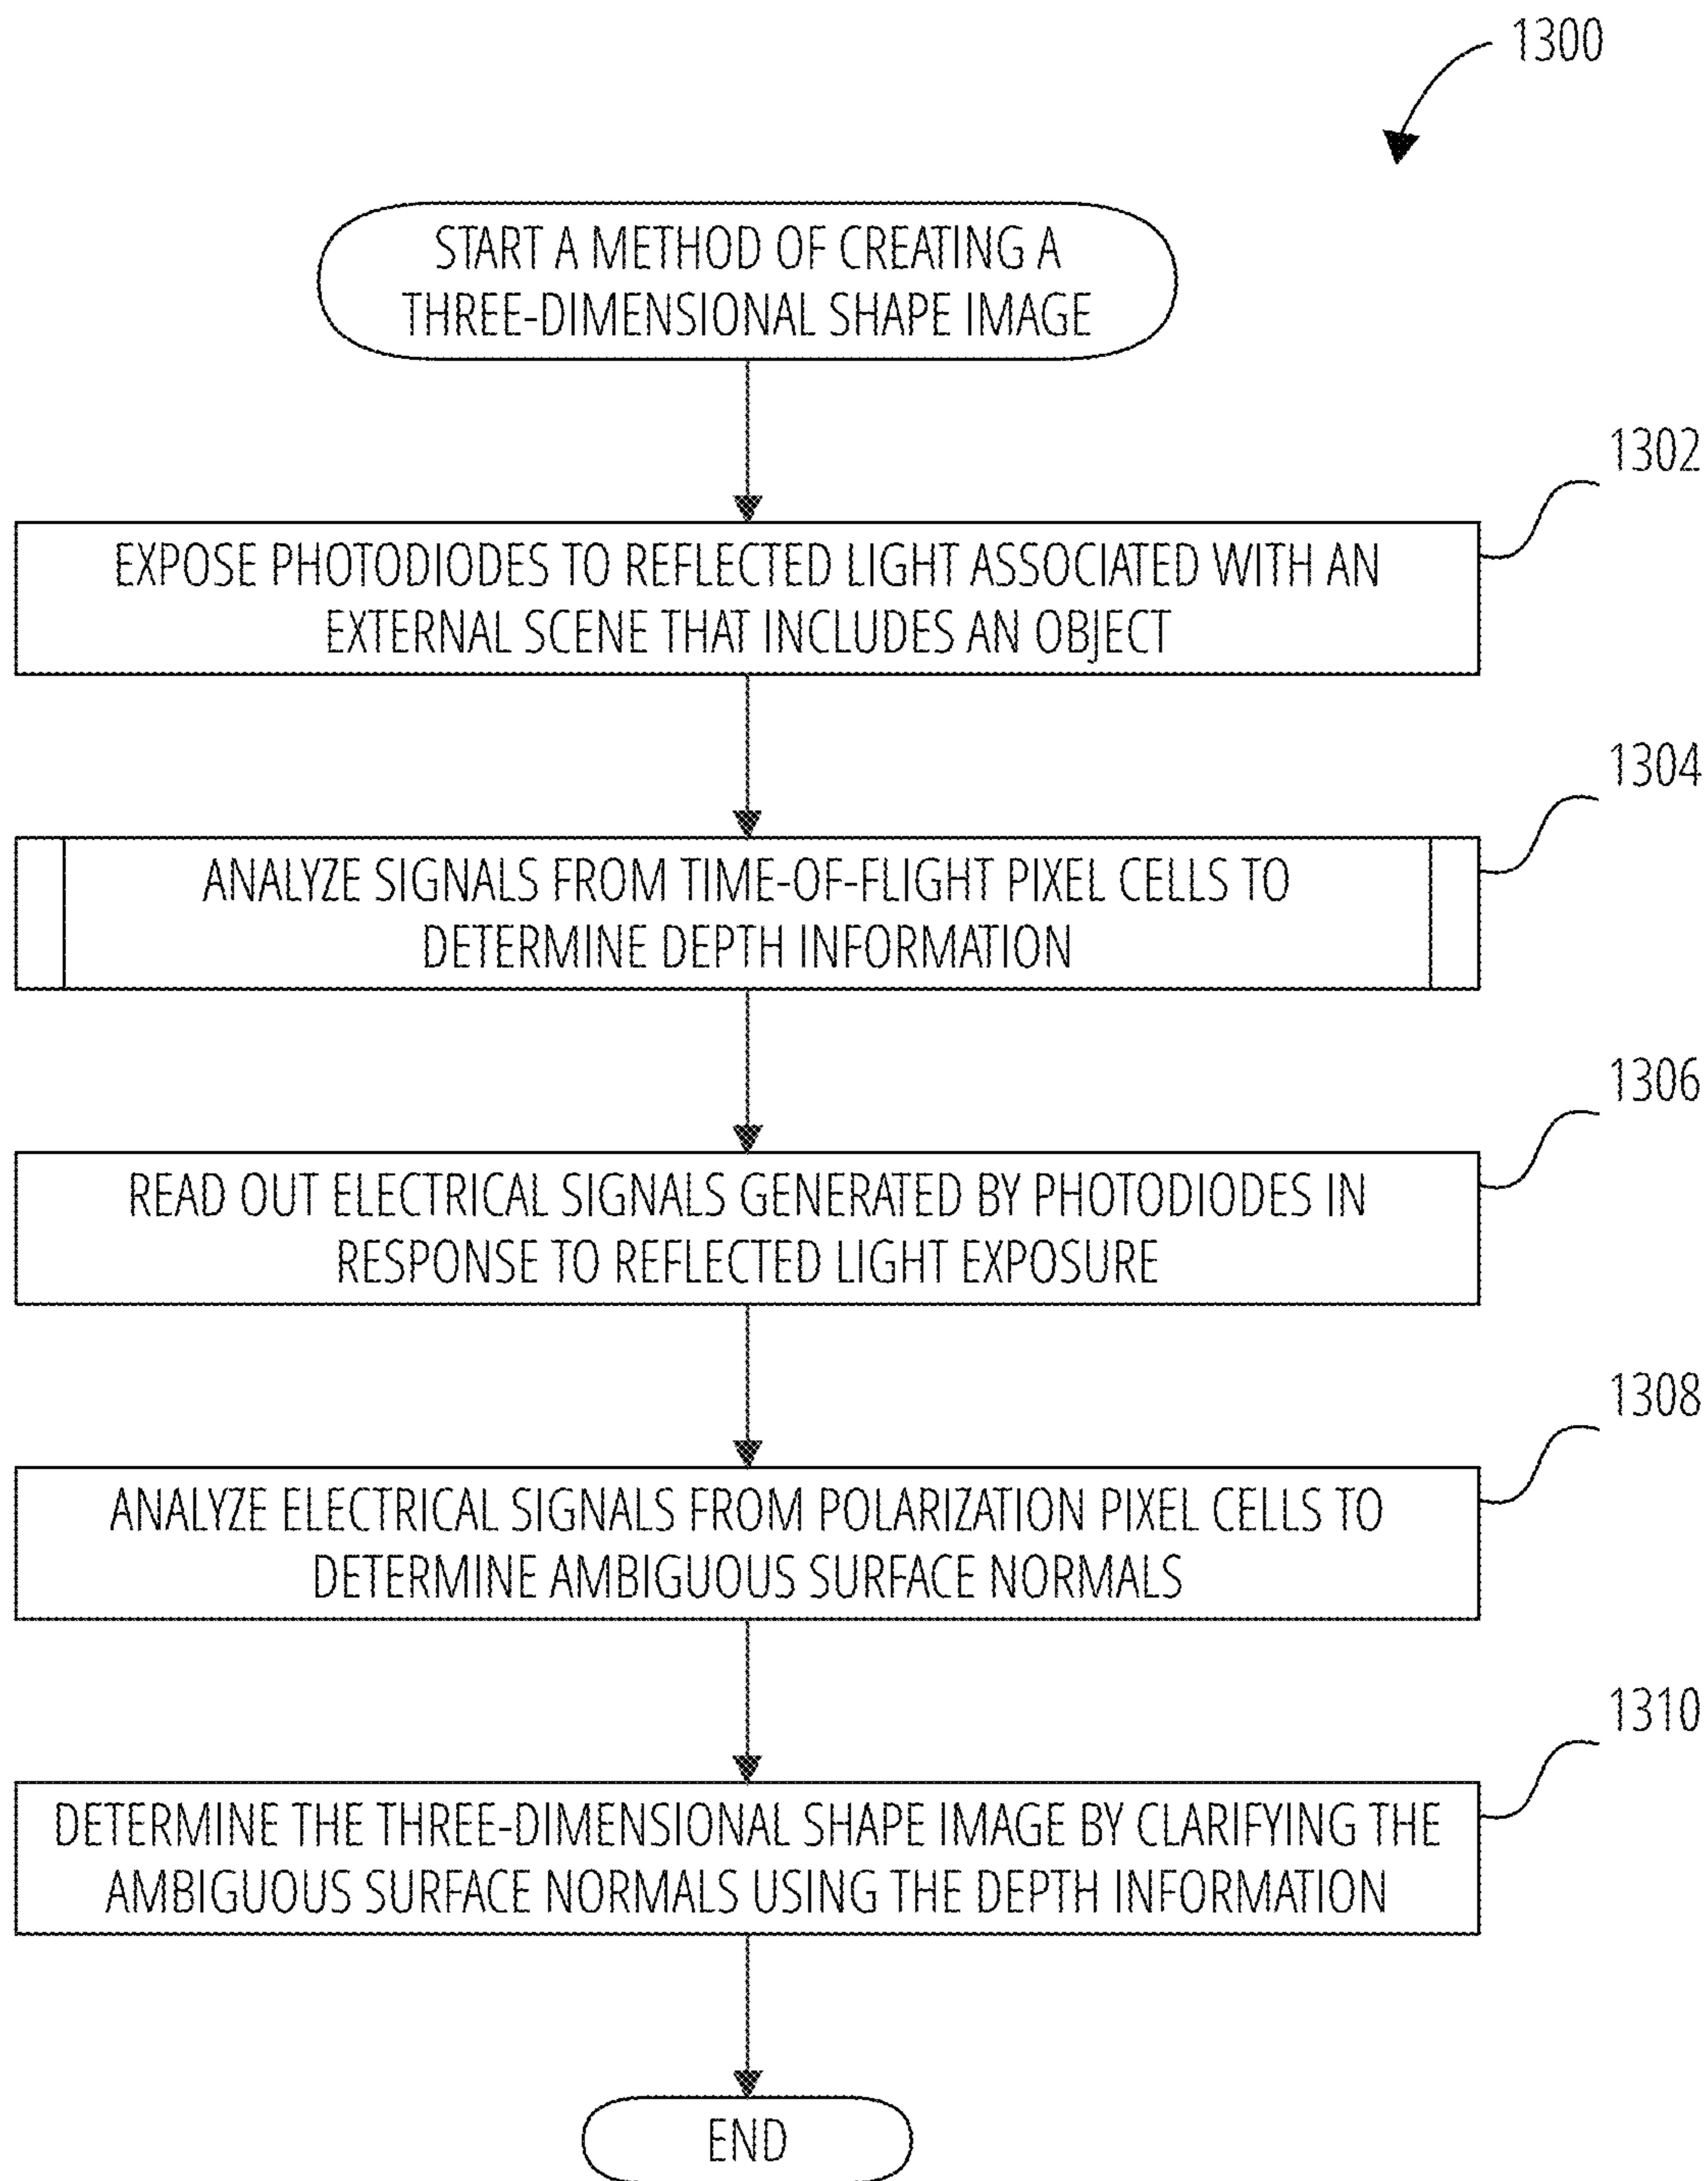 1300
START A METHOD OF CREATING A
THREE-DIMENSIONAL SHAPE IMAGE
1302
EXPOSE PHOTODIODES TO REFLECTED LIGHT ASSOCIATED WITH AN
EXTERNAL SCENE THAT INCLUDES AN OBJECT
1304
ANALYZE SIGNALS FROM TIME-OF-FLIGHT PIXEL CELLS TO
DETERMINE DEPTH INFORMATION
1306
READ OUT ELECTRICAL SIGNALS GENERATED BY PHOTODIODES IN
RESPONSE TO REFLECTED LIGHT EXPOSURE
1308
ANALYZE ELECTRICAL SIGNALS FROM POLARIZATION PIXEL CELLS TO
DETERMINE AMBIGUOUS SURFACE NORMALS
1310
DETERMINE THE THREE-DIMENSIONAL SHAPE IMAGE BY CLARIFYING THE
AMBIGUOUS SURFACE NORMALS USING THE DEPTH INFORMATION
END